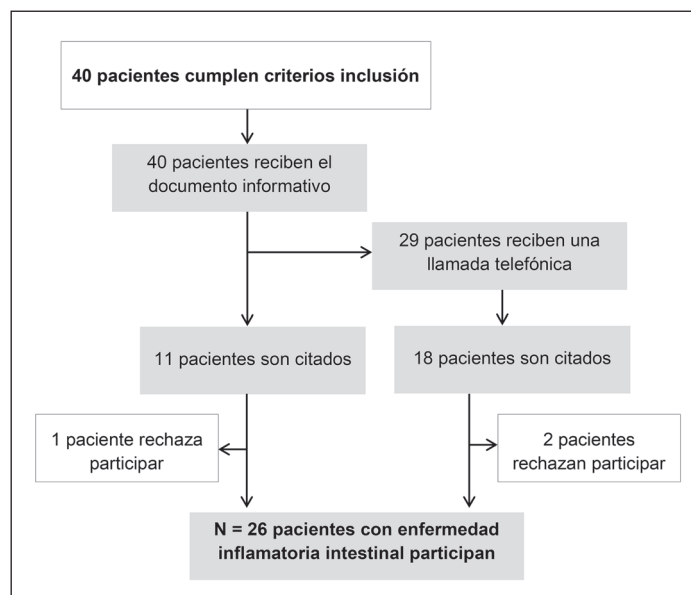 40 pacientes cumplen criterios inclusión
40 pacientes reciben el
documento informativo
29 pacientes reciben una
llamada telefónica
11 pacientes son citados
18 pacientes son citados
1 paciente rechaza
participar
2 pacientes
rechazan participar
N = 26 pacientes con enfermedad
inflamatoria intestinal participan